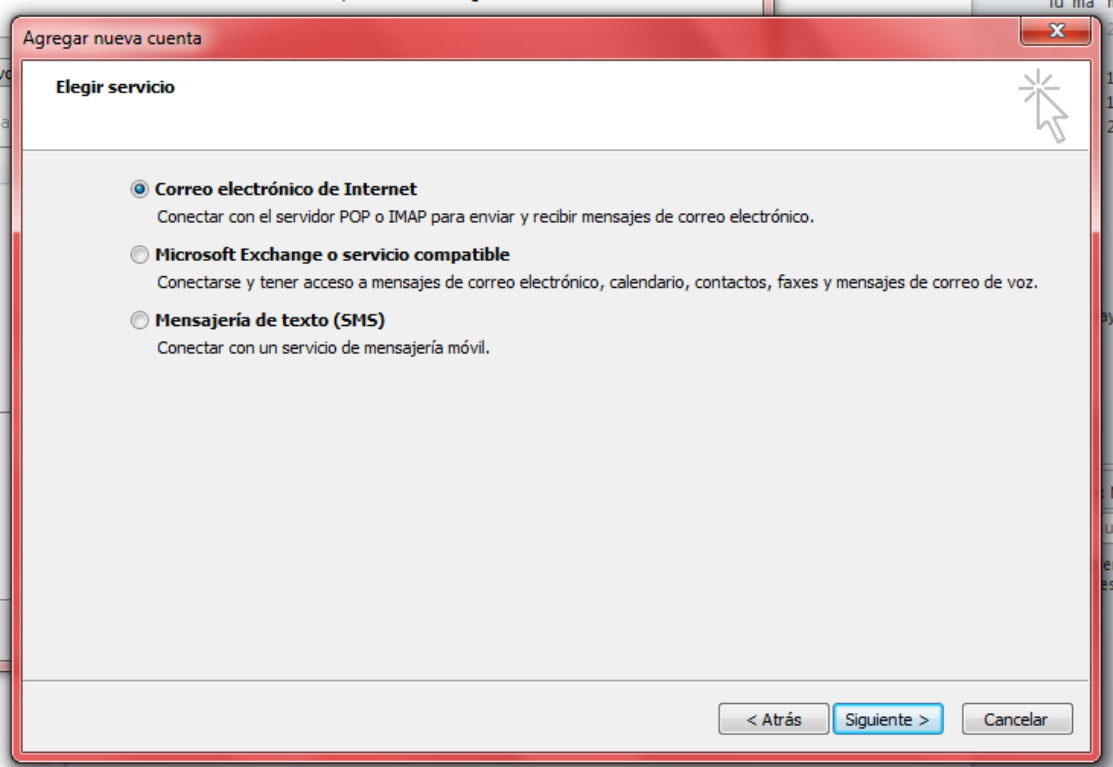 Agregar nueva cuenta
Elegir servicio
Correo electrónico de Internet
Conectar con el servidor POP o IMAP para enviar y recibir mensajes de correo electrónico.
Microsoft Exchange o servicio compatible
Conectarse y tener acceso a mensajes de correo electrónico, calendario, contactos, faxes y mensajes de correo de voz.
Mensajería de texto (SMS)
Conectar con un servicio de mensajería móvil.
< Atrás
Siguiente >
Cancelar